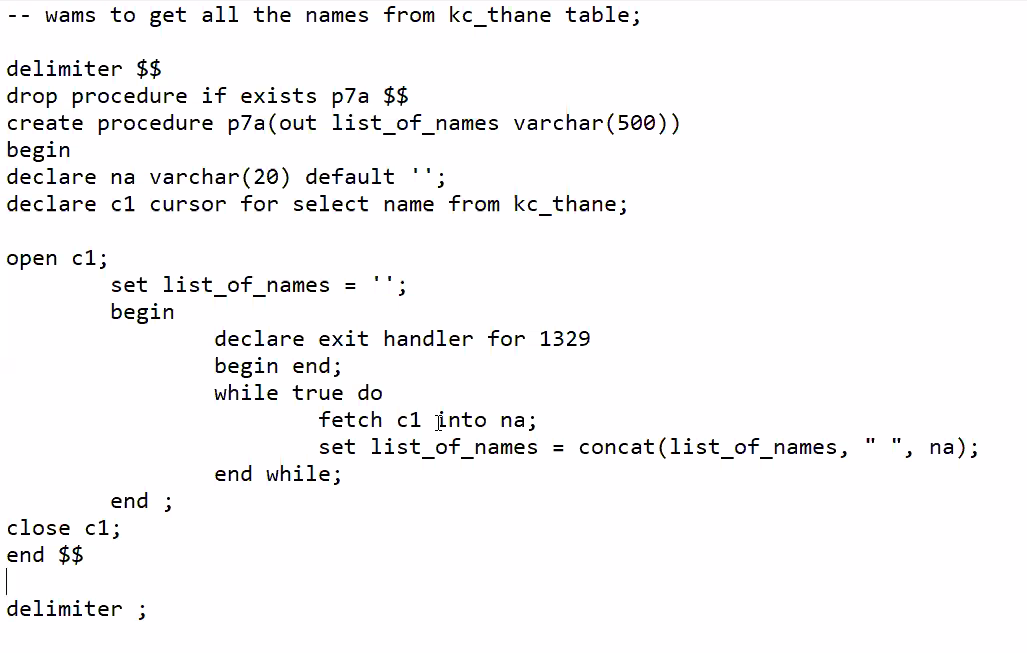 -- wams to get all the names from kc_thane table;
delimiter $$
drop procedure if exists p7a $$
create procedure p7a(out list_of_names varchar(500))
begin
declare na varchar(20) default '';
declare c1 cursor for select name from kc_thane;
open c1;
set list_of_names = '';
begin
declare exit handler for 1329
begin end;
while true do
fetch c1 into na;
set list_of_names = concat(list_of_names, " ", na);
end while;
end ;
close c1;
end $$
delimiter ;